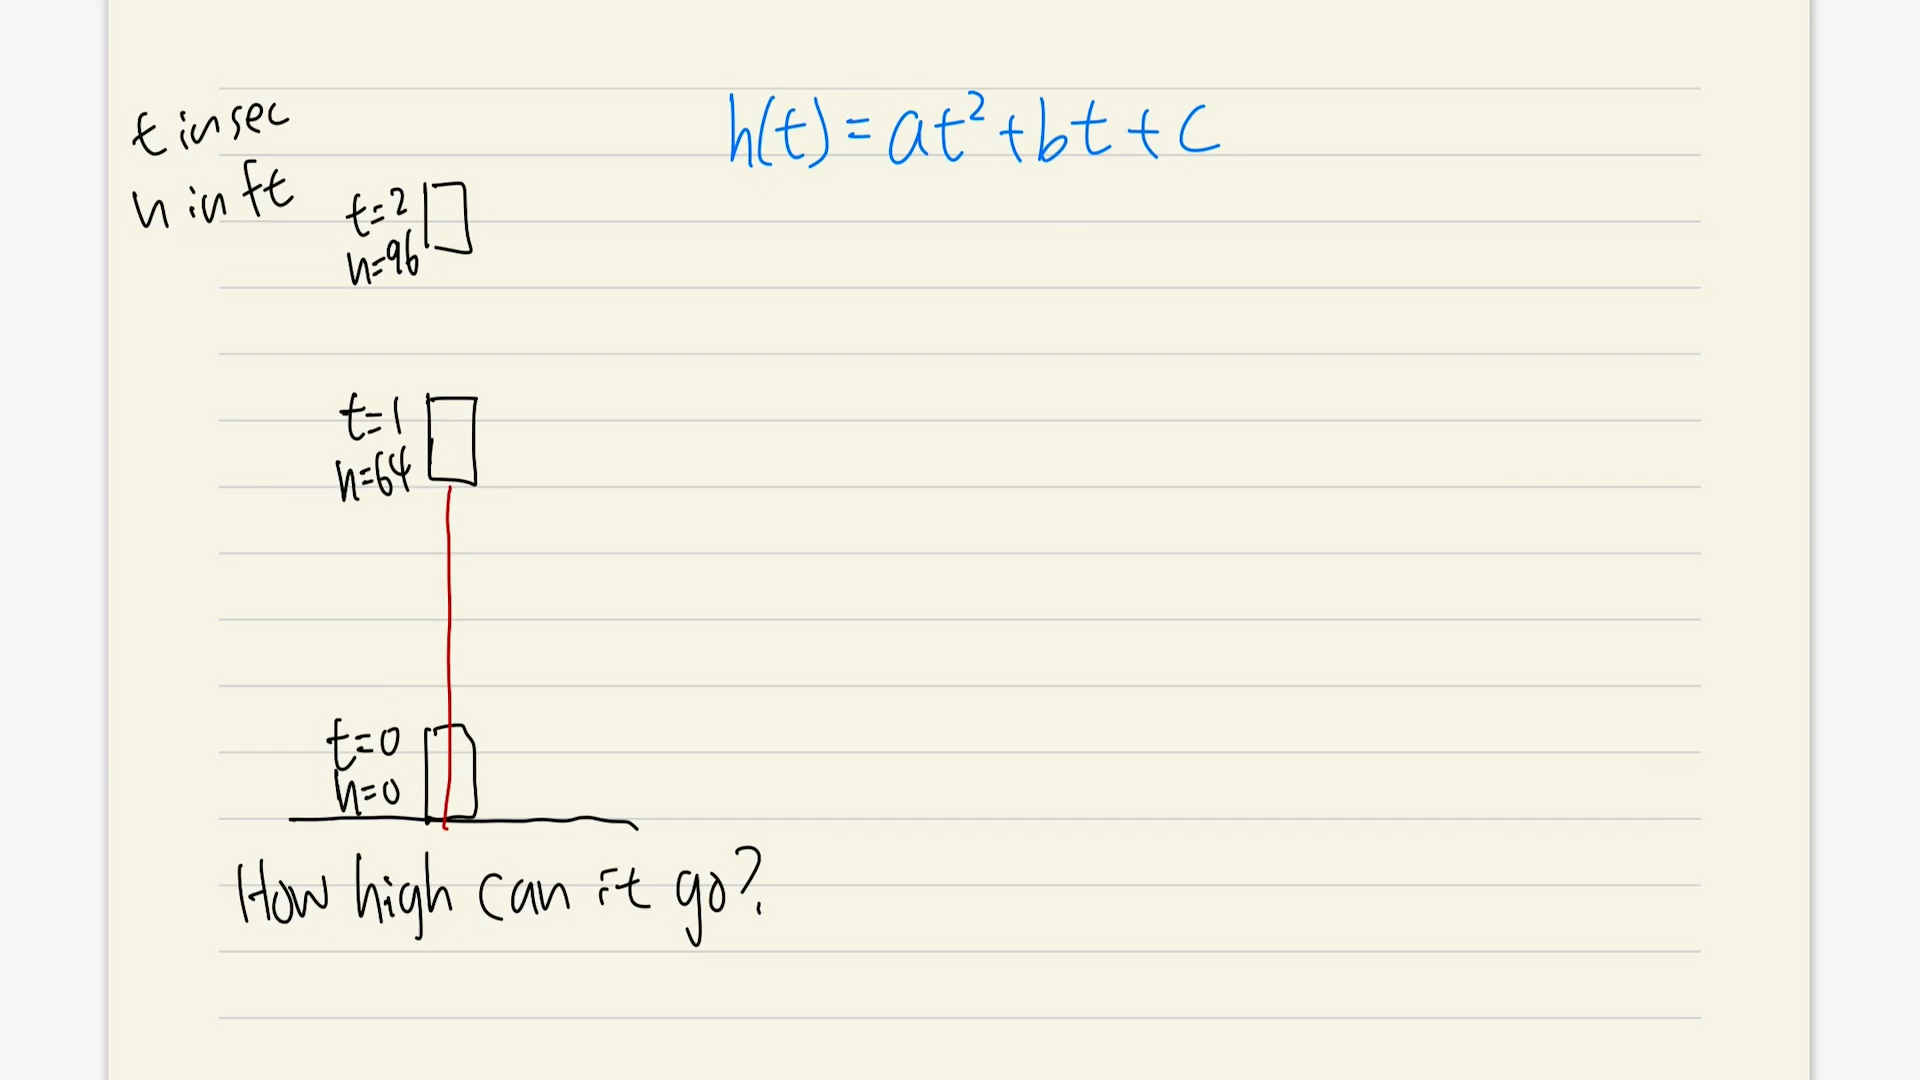 t in sec
h in ft
h(t) = at² + bt + c
t=2
h=96
t=1
h=64
t=0
h=0
How high can it go?